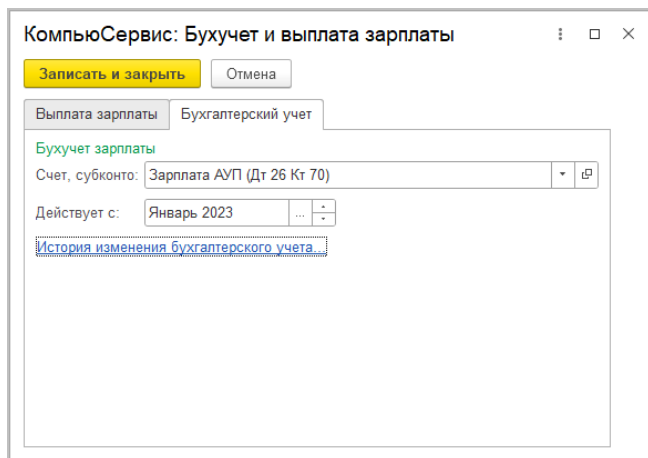 КомпьюСервис: Бухучет и выплата зарплаты
Записать и закрыть Отмена
Выплата зарплаты Бухгалтерский учет
Бухучет зарплаты
Счет, субконто: Зарплата АУП (Дт 26 Кт 70)
Действует с: Январь 2023 ...
История изменения бухгалтерского учета...